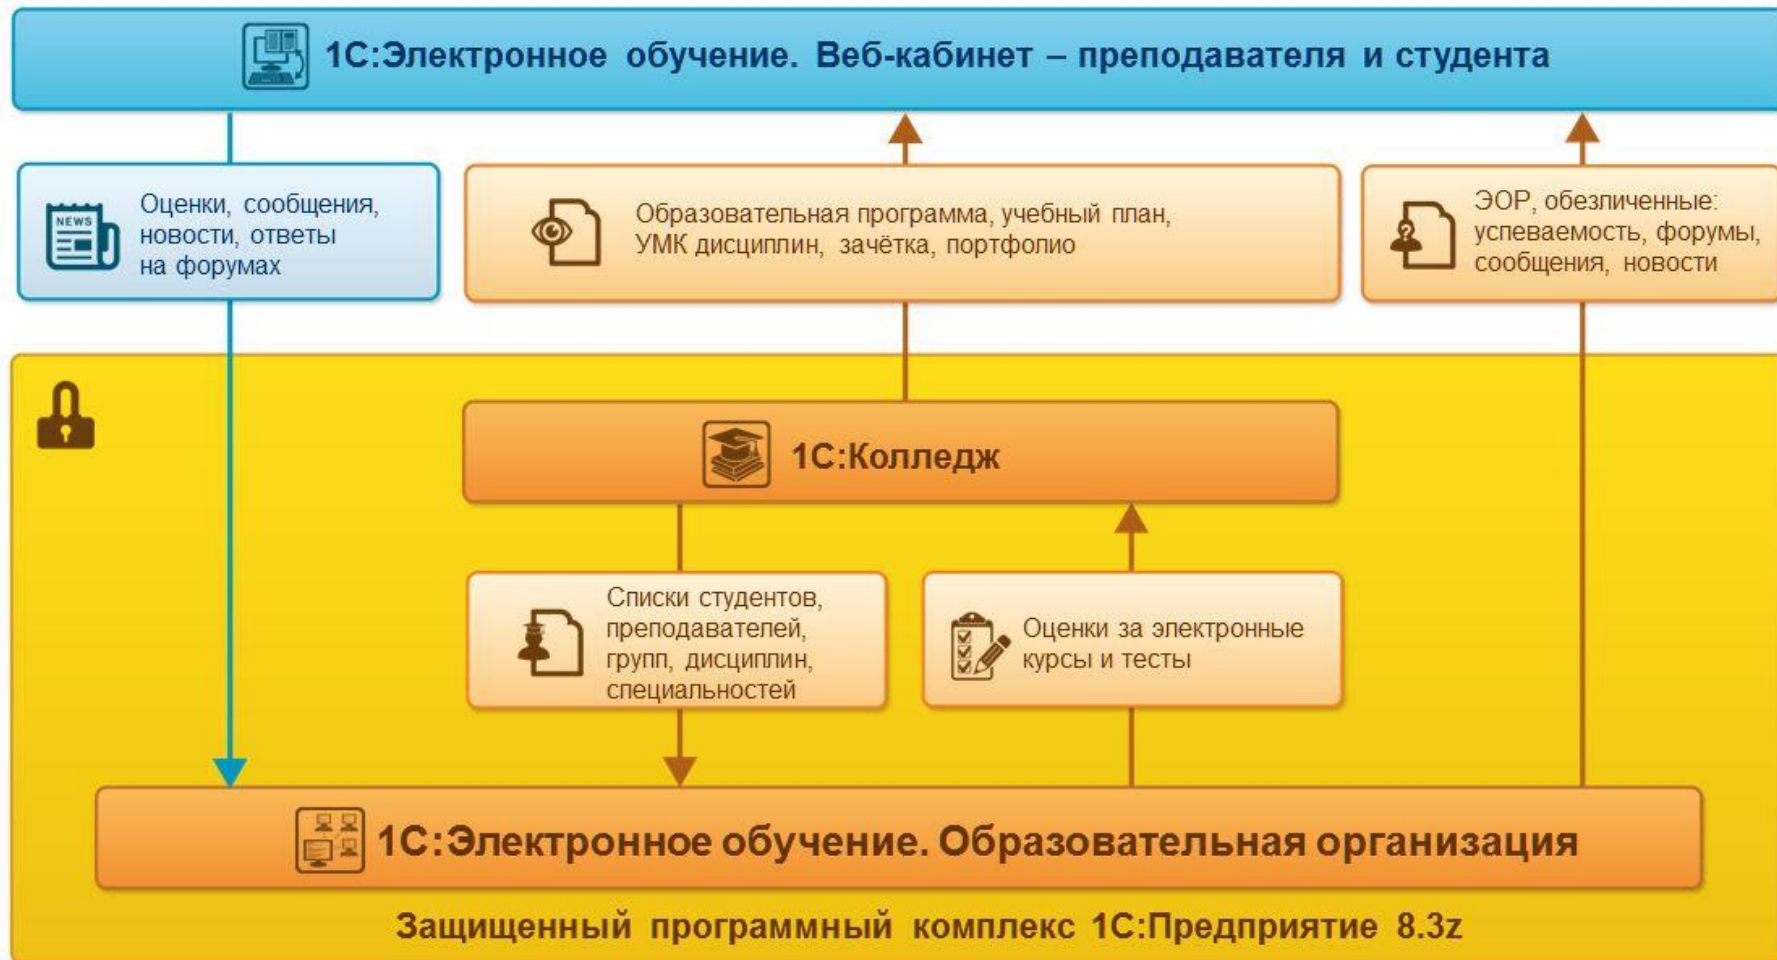 1С:Электронное обучение. Веб-кабинет – преподавателя и студента
Оценки, сообщения,
новости, ответы
на форумах
NEWS
Образовательная программа, учебный план,
УМК дисциплин, зачётка, портфолио
ЭОР, обезличенные:
успеваемость, форумы,
сообщения, новости
1С:Колледж
Списки студентов,
преподавателей,
групп, дисциплин,
специальностей
Оценки за электронные
курсы и тесты
1С:Электронное обучение. Образовательная организация
Защищенный программный комплекс 1С:Предприятие 8.3z